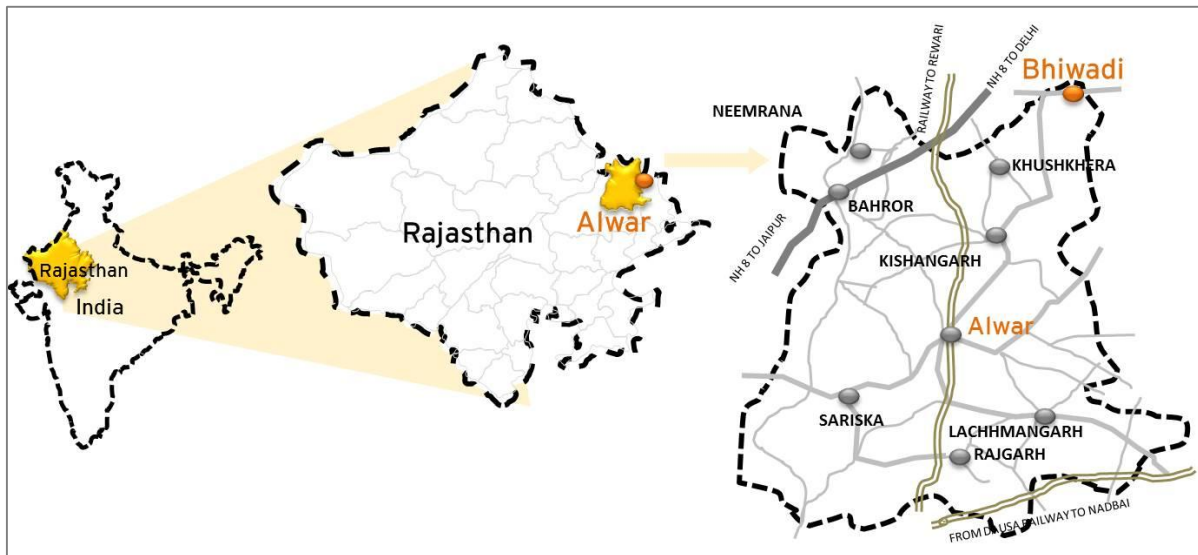 Rajasthan
India
Rajasthan
Alwar
NEEMRANA
RAILWAY TO REWARI
NH 8 TO DELHI
Bhiwadi
KHUSHKHERA
BAHROR
NH 8 TO JAIPUR
KISHANGARH
Alwar
SARISKA
LACHHMANGARH
RAJGARH
FROM DAUSA RAILWAY TO NADBAI